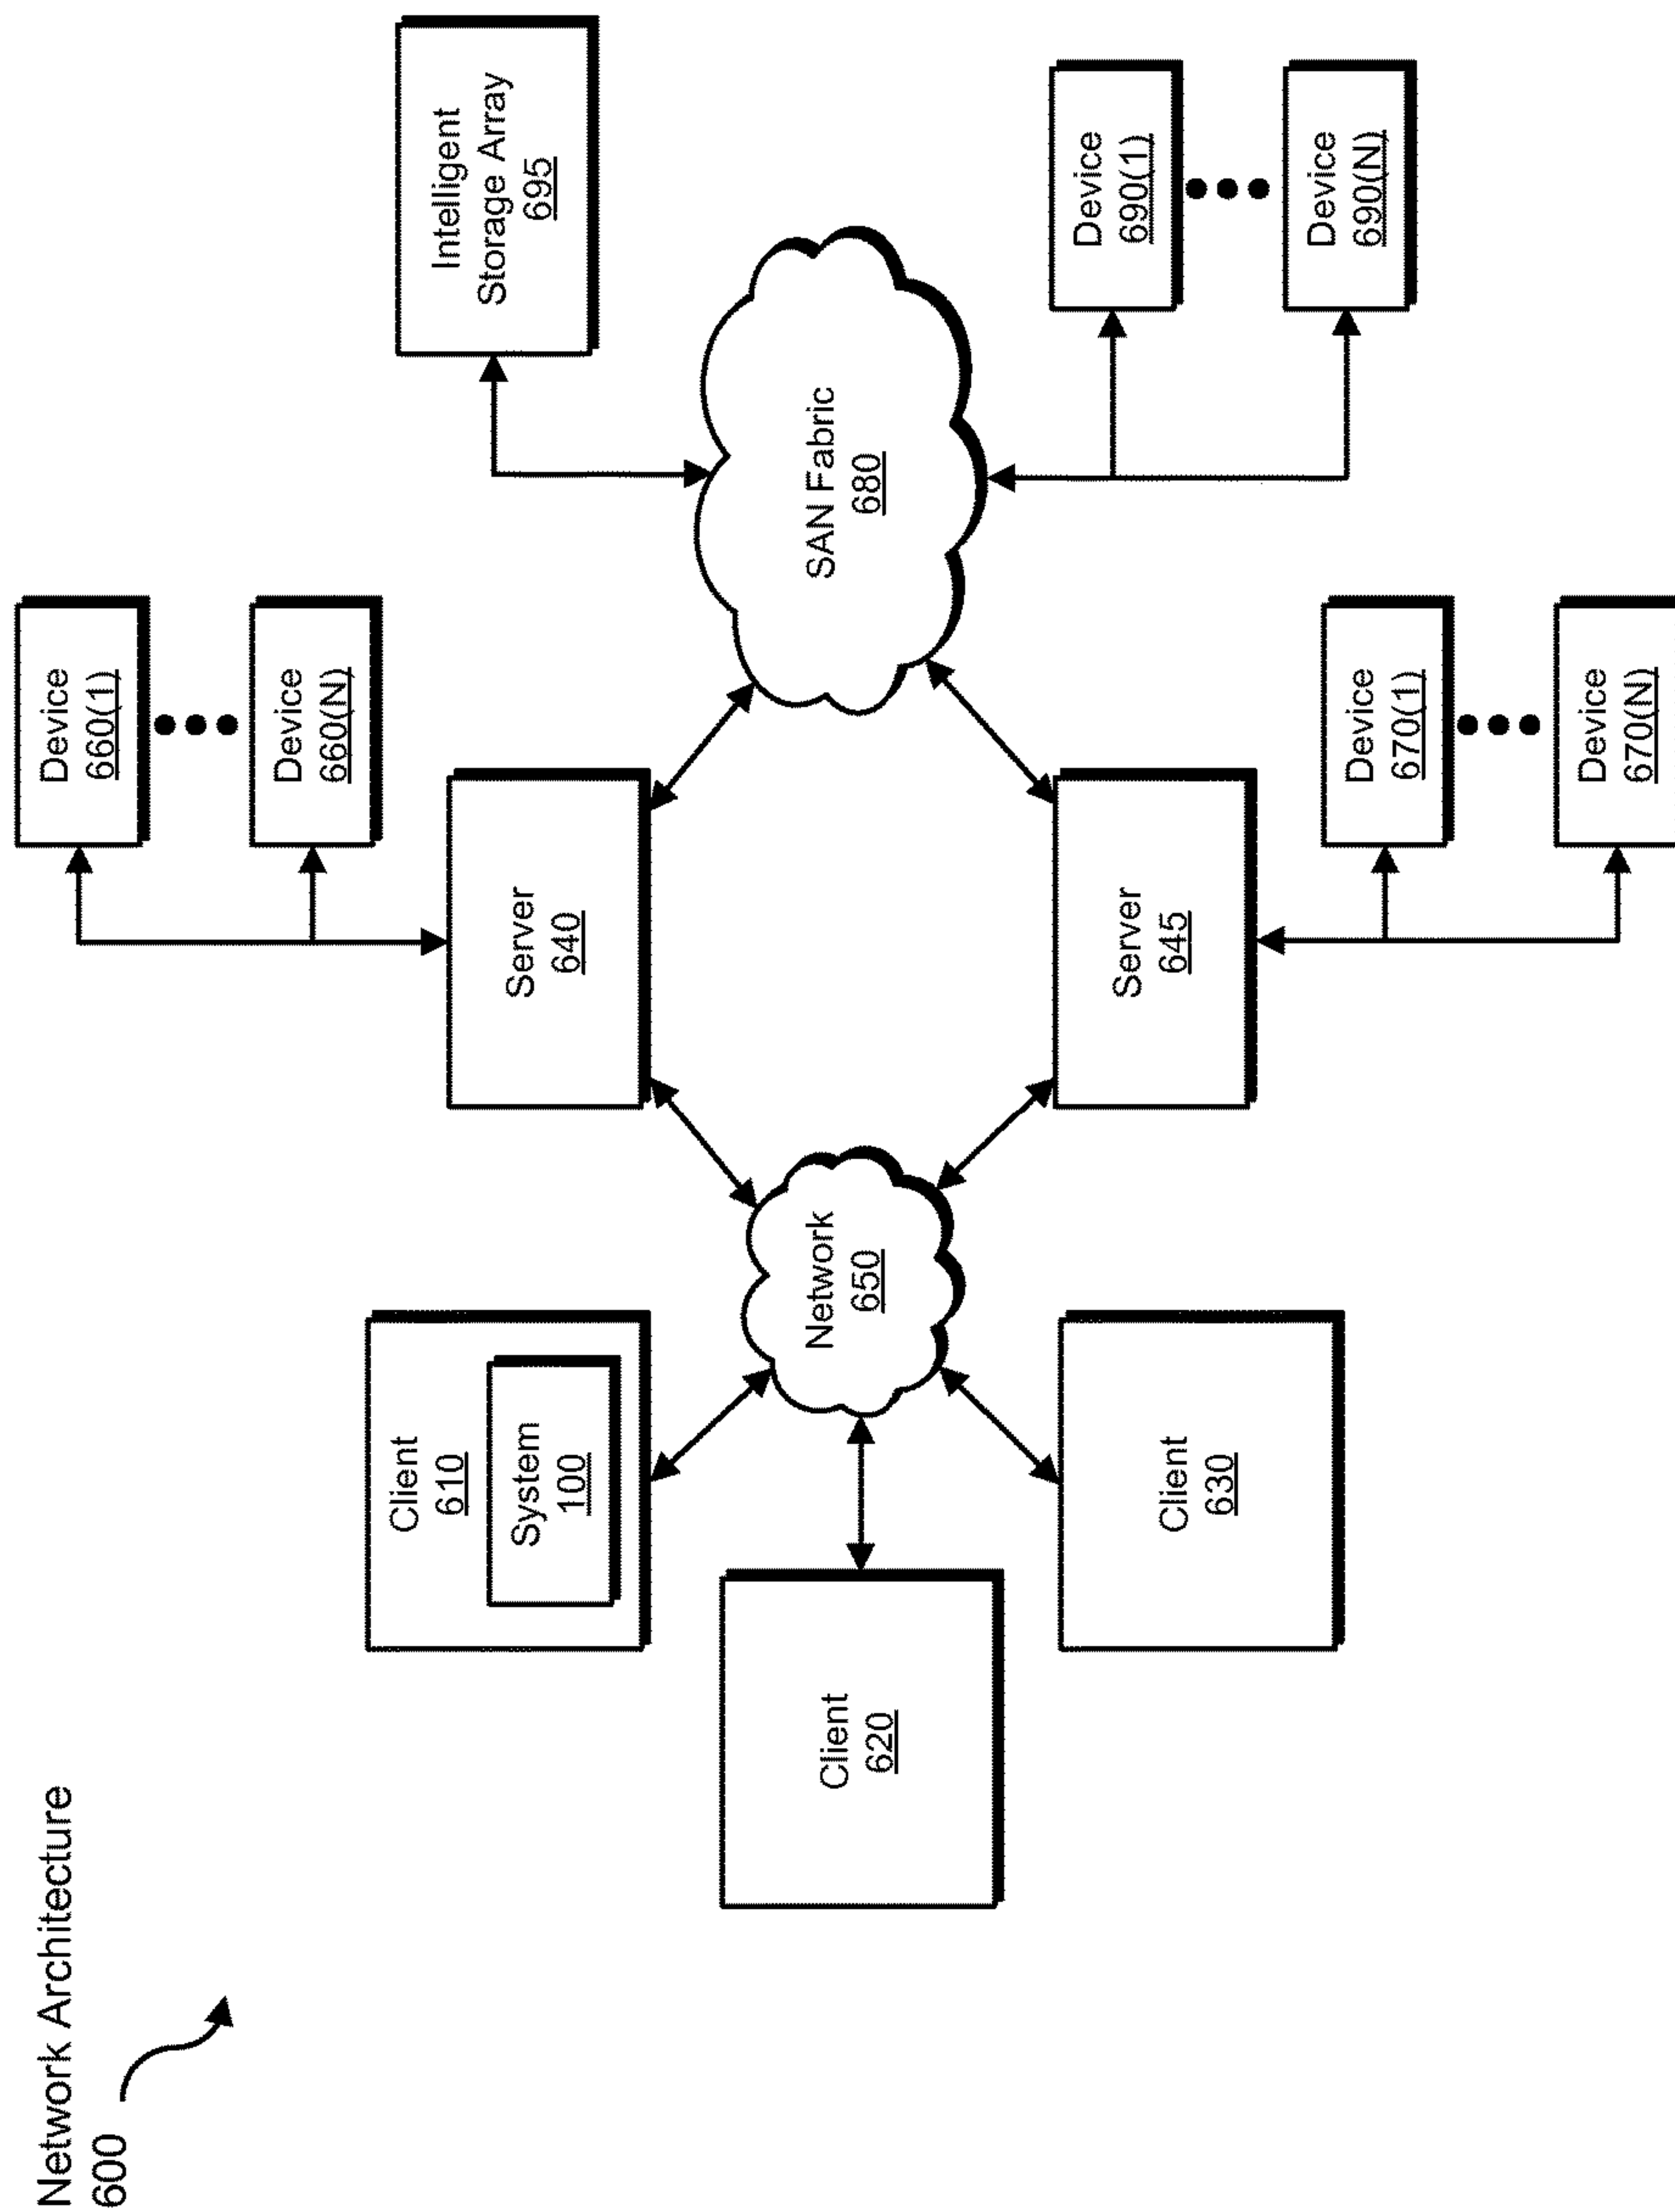 Network Architecture
600
Client
610
System
100
Client
620
Client
630
Network
650
Server
640
Server
645
Device
660(1)
Device
660(N)
Device
670(1)
Device
670(N)
SAN Fabric
680
Intelligent
Storage Array
695
Device
690(1)
Device
690(N)